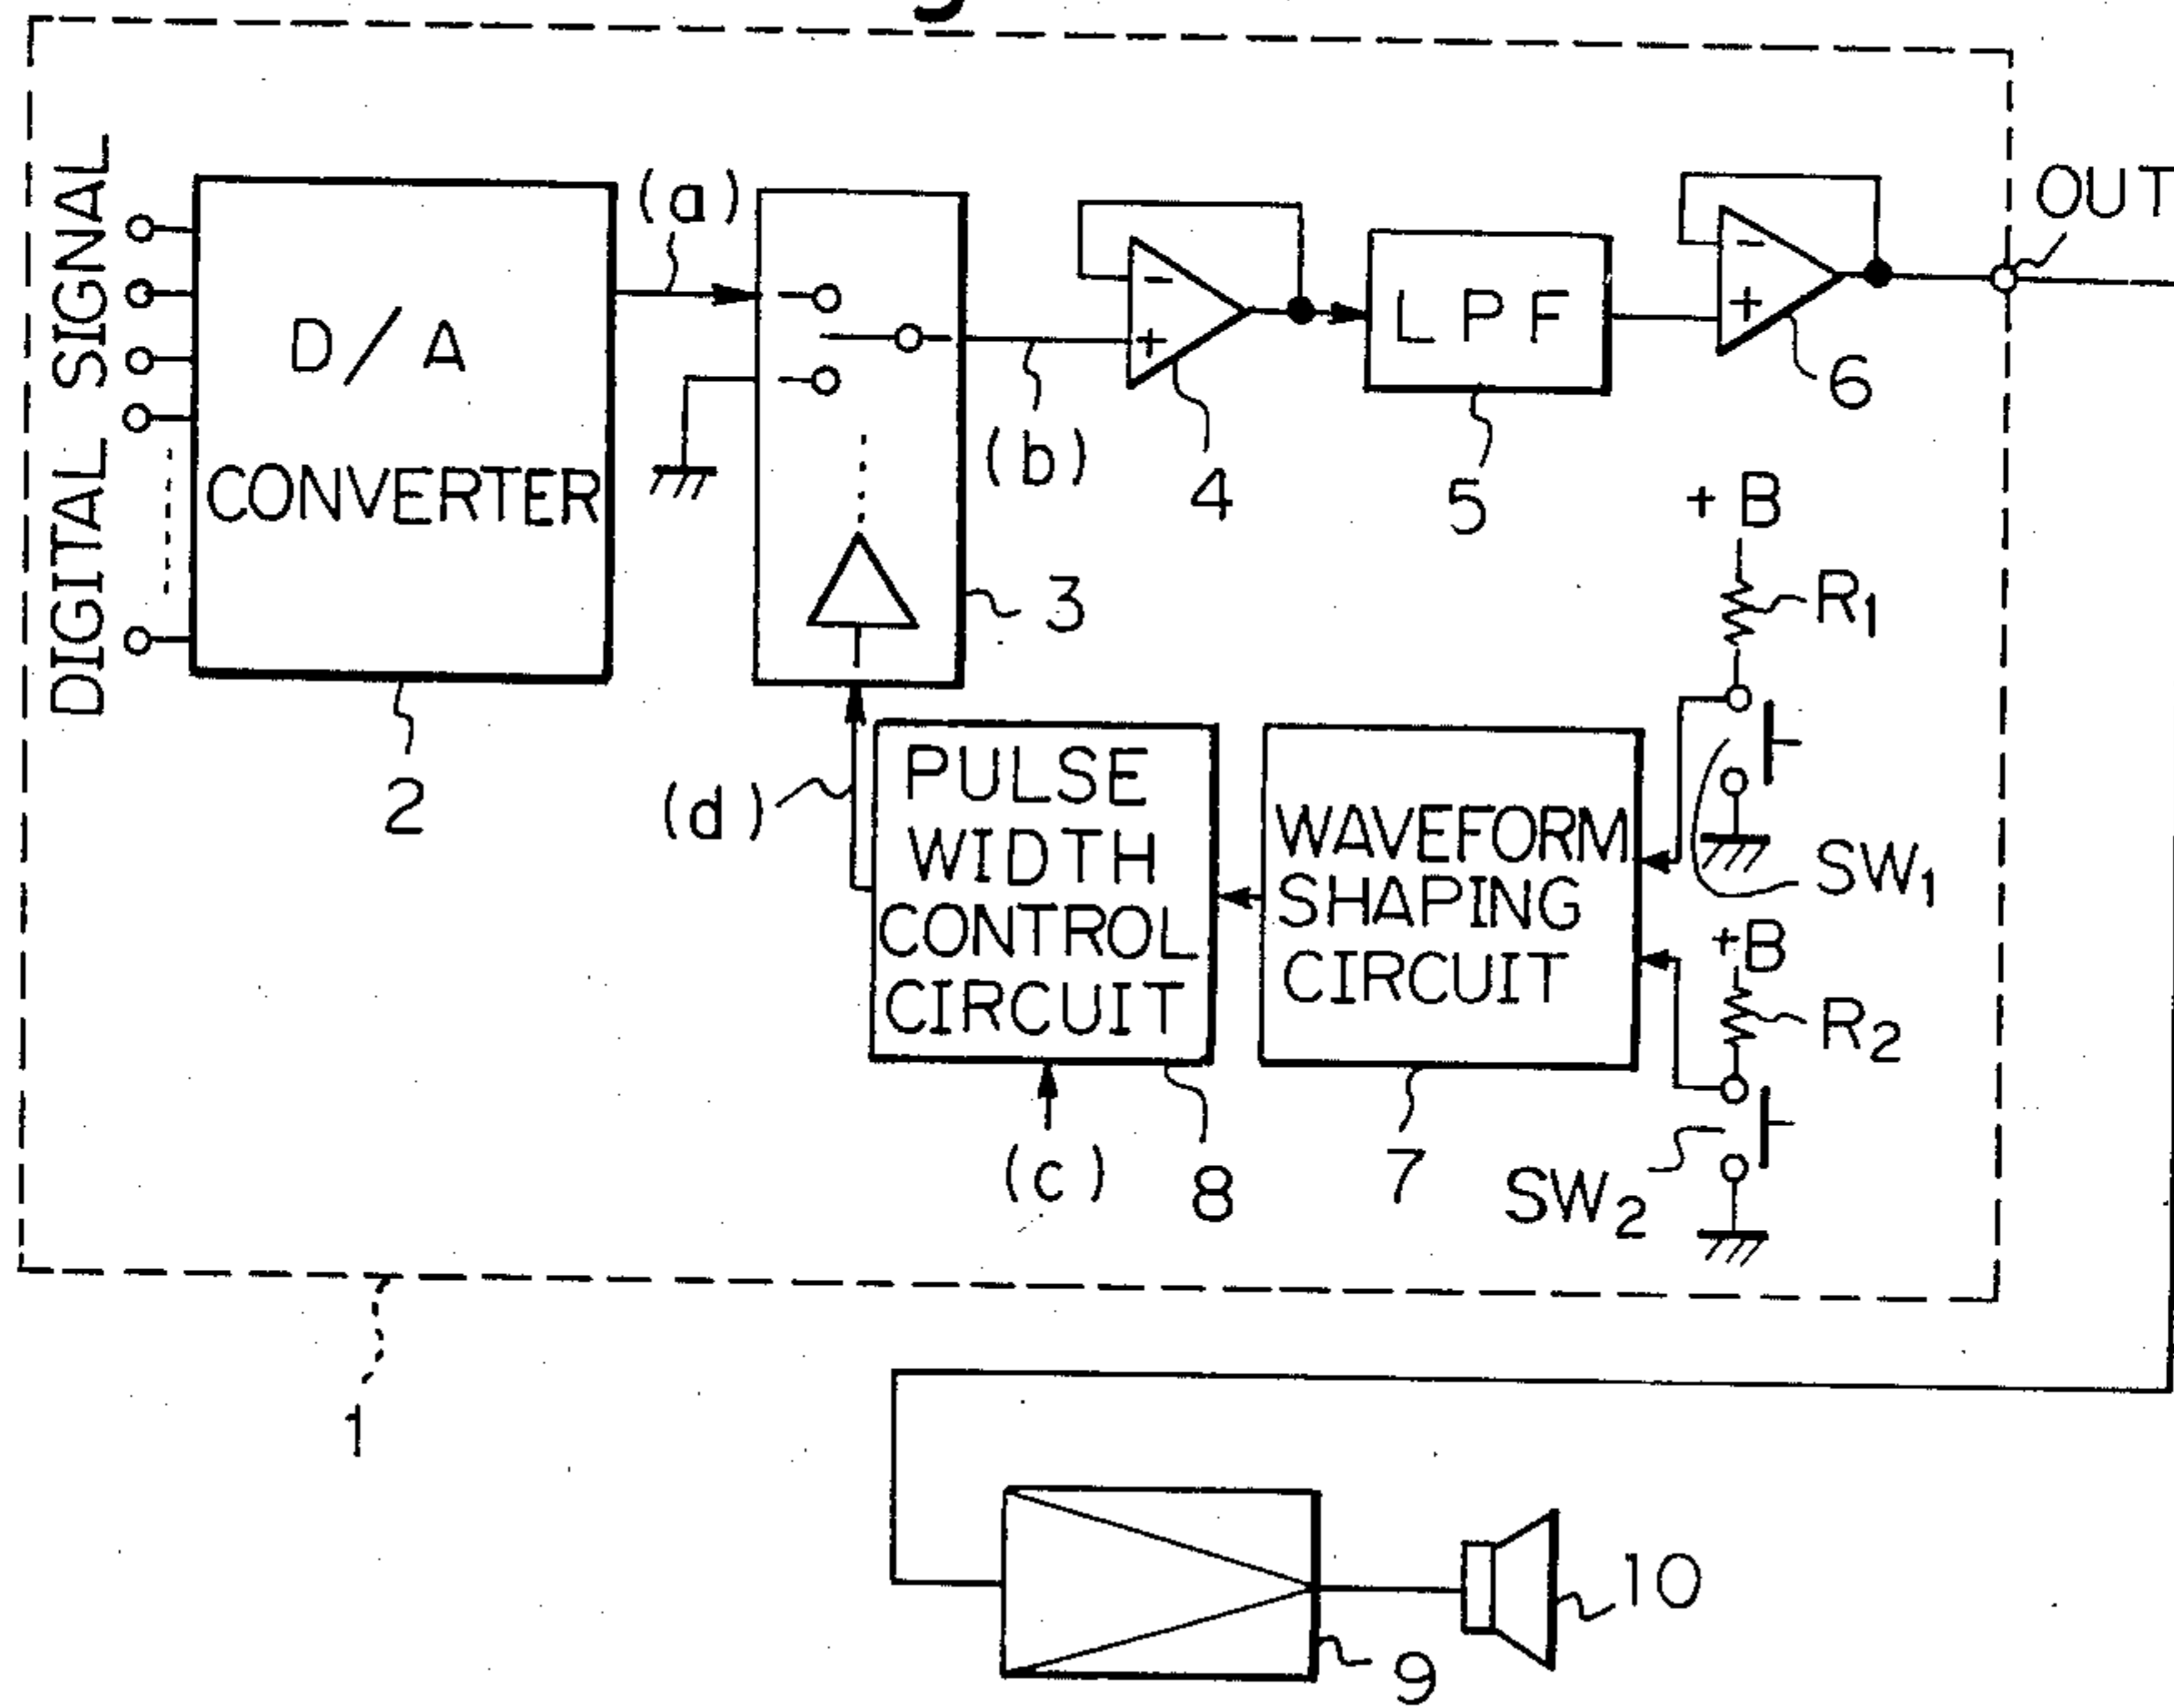 DIGITAL SIGNAL
D/A
CONVERTER
2
(a)
3
(b)
4
LPF
5
6
OUT
+B
R1
SW1
+B
R2
SW2
WAVEFORM
SHAPING
CIRCUIT
7
PULSE
WIDTH
CONTROL
CIRCUIT
8
(c)
(d)
1
9
10